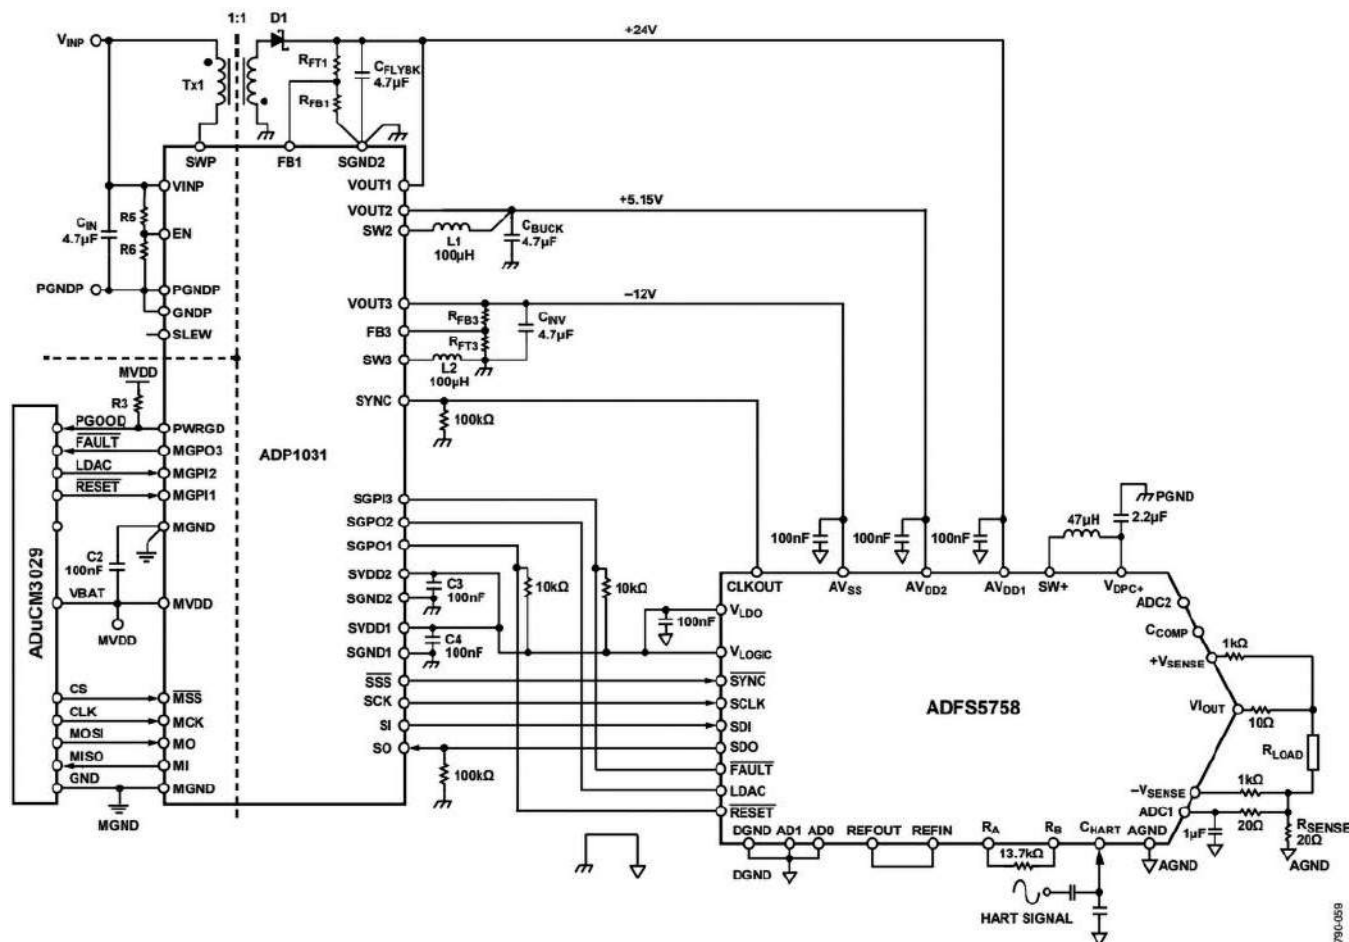 1:1
D1
VINP
Tx1
RFT1
RFB1
CFLYBK
4.7µF
+24V
SWP
FB1
SGND2
VINP
VOUT1
R5
CIN
4.7µF
EN
R6
VOUT2
+5.15V
SW2
L1
100µH
CBUCK
4.7µF
PGNDP
PGNDP
GNDP
SLEW
VOUT3
–12V
RFB3
FB3
RFT3
CINV
4.7µF
SW3
L2
100µH
MVDD
R3
SYNC
100kΩ
PGOOD
PWRGD
FAULT
MGPO3
LDAC
MGPI2
RESET
MGPI1
ADP1031
MGND
C2
100nF
VBAT
MVDD
MVDD
ADuCM3029
CS
MSS
CLK
MCK
MOSI
MO
MISO
MI
GND
MGND
MGND
SGPI3
SGPO2
SGPO1
SVDD2
C3
100nF
SGND2
SVDD1
C4
100nF
SGND1
SSS
SCK
SI
SO
10kΩ
10kΩ
100kΩ
PGND
2.2µF
47µH
100nF
100nF
100nF
CLKOUT
AVSS
AVDD2
AVDD1
SW+
VDPC+
100nF
VLDO
VLOGIC
SYNC
SCLK
SDI
SDO
FAULT
LDAC
RESET
ADFS5758
ADC2
CCOMP
+VSENSE
1kΩ
VIOUT
10Ω
RLOAD
1kΩ
–VSENSE
ADC1
1µF
20Ω
RSENSE
20Ω
AGND
DGND
AD1
AD0
REFOUT
REFIN
RA
RB
CHART
AGND
13.7kΩ
DGND
AGND
HART SIGNAL
790-059